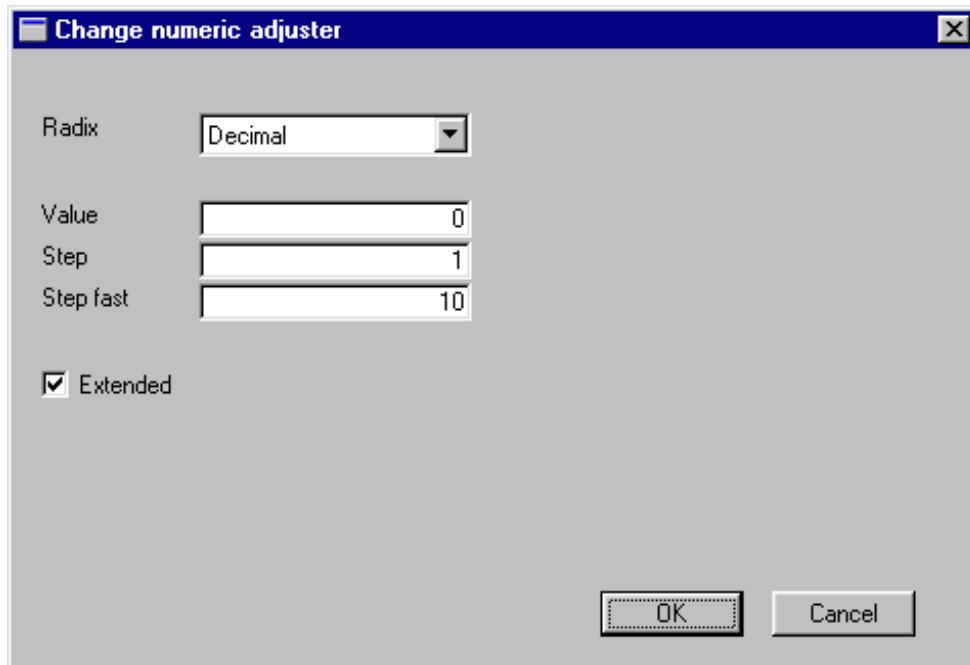 Change numeric adjuster
Radix Decimal
Value 0
Step 1
Step fast 10
Extended
OK Cancel